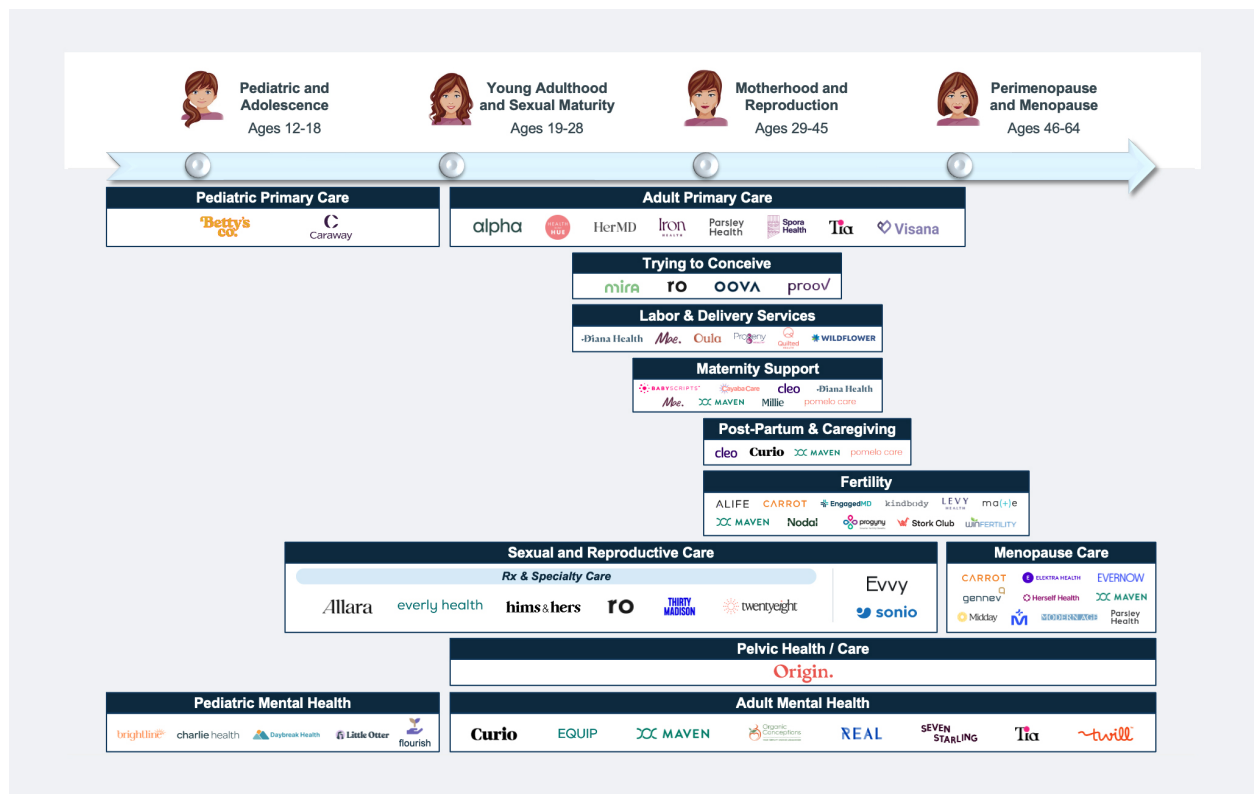 Pediatric and
Adolescence
Ages 12-18
Young Adulthood
and Sexual Maturity
Ages 19-28
Motherhood and
Reproduction
Ages 29-45
Perimenopause
and Menopause
Ages 46-64
Pediatric Primary Care
Betty's
co.
Caraway
Adult Primary Care
alpha
HEALTH
HUE
HerMD
Iron
HEALTH
Parsley
Health
Spora
Health
Tia
Visana
Trying to Conceive
mira
ro
OOVA
proov
Labor & Delivery Services
Diana Health
Mae.
Oula
Progeny
Quilted
HEALTH
WILDFLOWER
Maternity Support
BABYSCRIPTS
CayabaCare
cleo
Diana Health
Mae.
MAVEN
Millie
pomelo care
Post-Partum & Caregiving
cleo
Curio
MAVEN
pomelo care
Fertility
ALIFE
CARROT
EngagedMD
kindbody
LEVY
HEALTH
ma(+)e
MAVEN
Nodal
progyny
Stork Club
WINFERTILITY
Sexual and Reproductive Care
Rx & Specialty Care
Allara
everly health
hims&hers
ro
THIRTY
MADISON
twentyeight
Evvy
sonio
Menopause Care
CARROT
E
ELEKTRA HEALTH
EVERNOW
gennev
Herself Health
MAVEN
Midday
M
MODERN AGE
Parsley
Health
Pelvic Health / Care
Origin.
Pediatric Mental Health
brightline
charlie health
Daybreak Health
Little Otter
flourish
Adult Mental Health
Curio
EQUIP
MAVEN
Organic
Conceptions
REAL
SEVEN
STARLING
Tia
twill